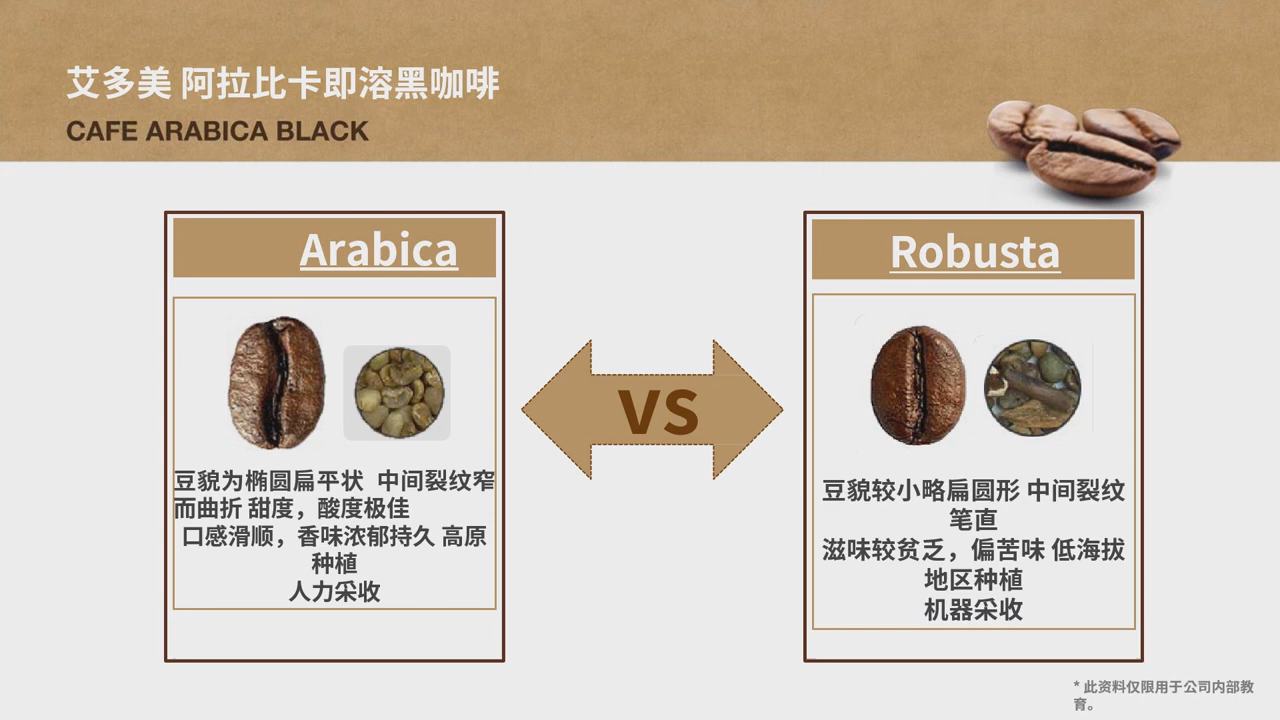 艾多美 阿拉比卡即溶黑咖啡
CAFE ARABICA BLACK
Arabica
豆貌为椭圆扁平状 中间裂纹窄
而曲折 甜度，酸度极佳
口感滑顺，香味浓郁持久 高原
种植
人力采收
VS
Robusta
豆貌较小略扁圆形 中间裂纹
笔直
滋味较贫乏，偏苦味 低海拔
地区种植
机器采收
* 此资料仅限用于公司内部教
育。